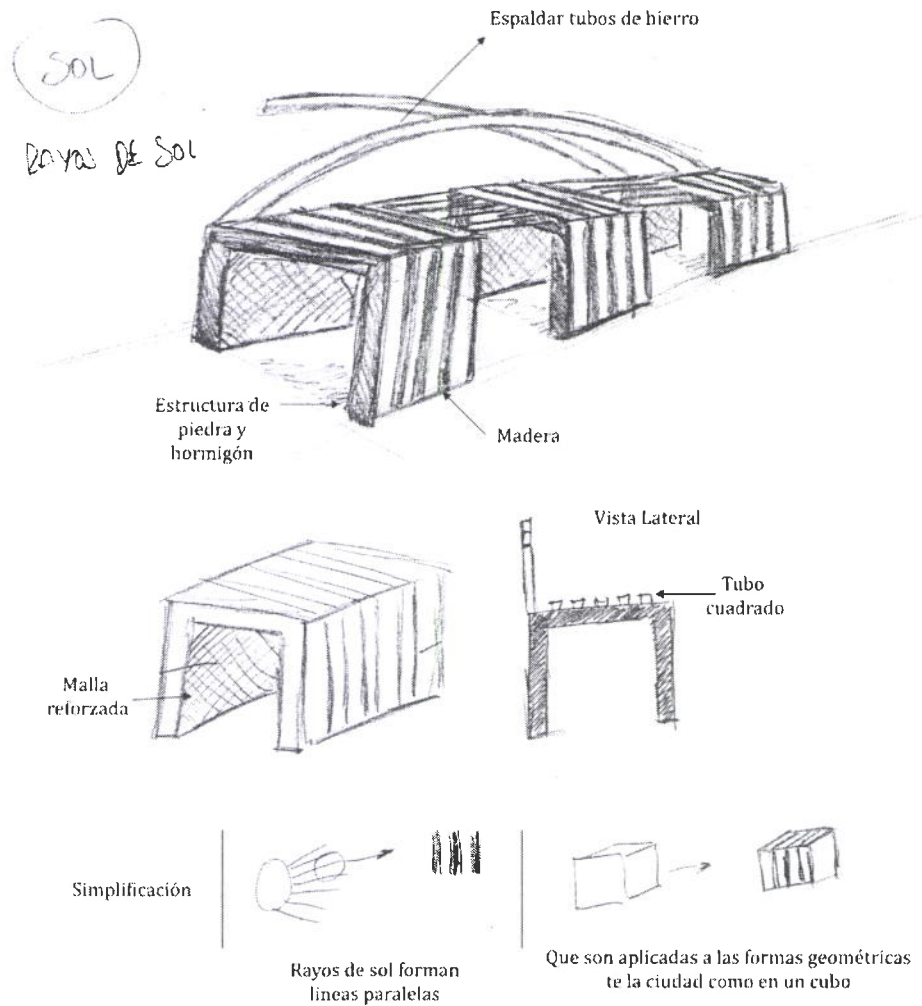 Espaldar tubos de hierro
SOL
RAYOS DE SOL
Estructura de
piedra y
hormigón
Madera
Vista Lateral
Tubo
cuadrado
Malla
reforzada
Simplificación
Rayos de sol forman
lineas paralelas
Que son aplicadas a las formas geométricas
te la ciudad como en un cubo